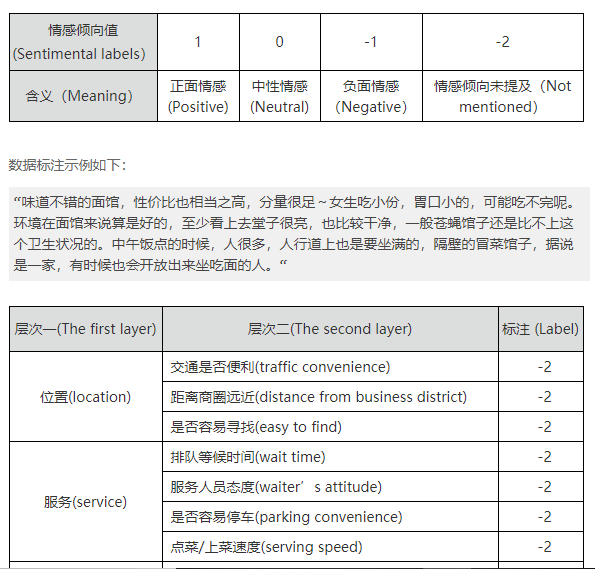 情感倾向值 1 0 -1 -2
(Sentimental labels）
含义（Meaning） 正面情感 中性情感 负面情感 情感倾向未提及（Not
(Positive) (Neutral) （Negative） mentioned)
数据标注示例如下：
“味道不错的面馆，性价比也相当之高，分量很足～女生吃小份，胃口小的，可能吃不完呢。
环境在面馆来说算是好的，至少看上去堂子很亮，也比较干净，一般苍蝇馆子还是比不上这
个卫生状况的。中午饭点的时候，人很多，人行道上也是要坐满的，隔壁的冒菜馆子，据说
是一家，有时候也会开放出来坐吃面的人。“
层次一(The first layer) 层次二(The second layer) 标注 (Label)
位置(location) 交通是否便利(traffic convenience) -2
距离商圈远近(distance from business district) -2
是否容易寻找(easy to find) -2
服务(service) 排队等候时间(wait time) -2
服务人员态度(waiter’s attitude) -2
是否容易停车(parking convenience) -2
点菜/上菜速度(serving speed) -2